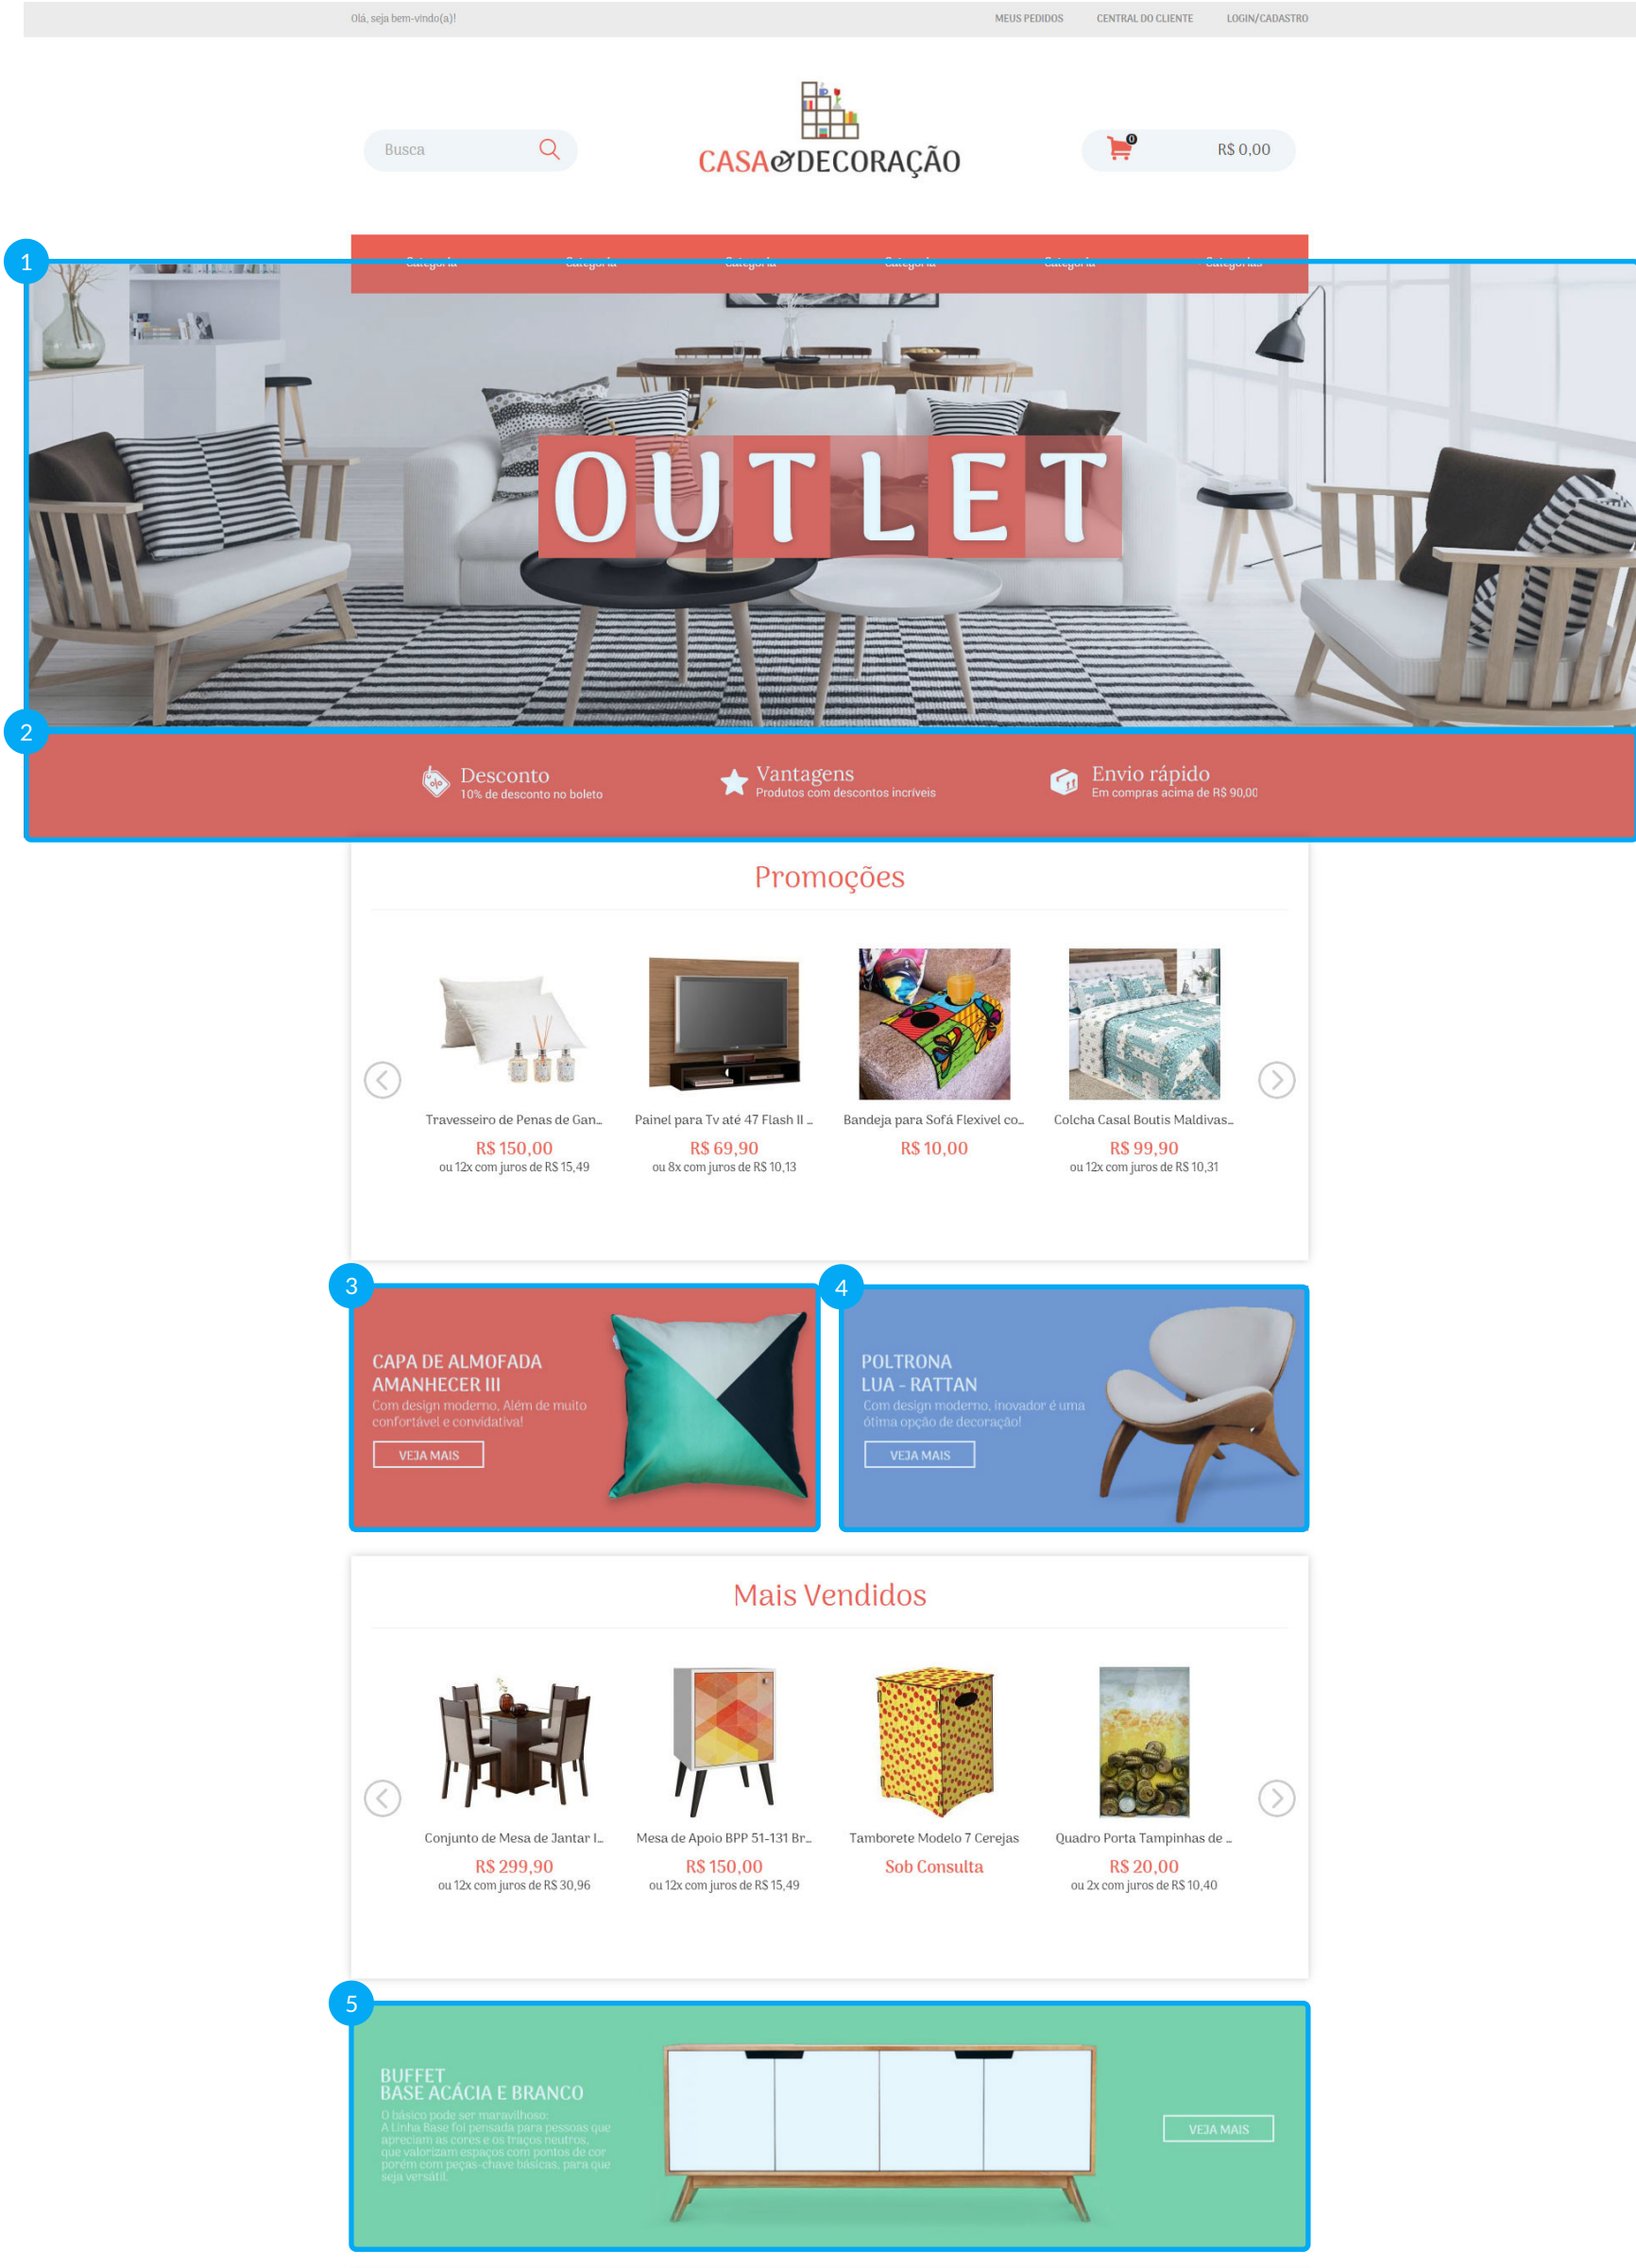 Olá, seja bem-vindo(a)!
MEUS PEDIDOS CENTRAL DO CLIENTE LOGIN/CADASTRO
Busca
CASA&DECORAÇÃO
0
R$ 0,00
1
Categoria Categoria Categoria Categoria Categoria + Categorias
OUTLET
2
Desconto
10% de desconto no boleto
Vantagens
Produtos com descontos incríveis
Envio rápido
Em compras acima de R$ 90,00
Promoções
Travesseiro de Penas de Gan...
R$ 150,00
ou 12x com juros de R$ 15,49
Painel para Tv até 47 Flash II ...
R$ 69,90
ou 8x com juros de R$ 10,13
Bandeja para Sofá Flexivel co...
R$ 10,00
Colcha Casal Boutis Maldivas...
R$ 99,90
ou 12x com juros de R$ 10,31
3
CAPA DE ALMOFADA
AMANHECER III
Com design moderno, Além de muito
confortável e convidativa!
VEJA MAIS
4
POLTRONA
LUA - RATTAN
Com design moderno, inovador é uma
ótima opção de decoração!
VEJA MAIS
Mais Vendidos
Conjunto de Mesa de Jantar I...
R$ 299,90
ou 12x com juros de R$ 30,96
Mesa de Apoio BPP 51-131 Br...
R$ 150,00
ou 12x com juros de R$ 15,49
Tamborete Modelo 7 Cerejas
Sob Consulta
Quadro Porta Tampinhas de ...
R$ 20,00
ou 2x com juros de R$ 10,40
5
BUFFET
BASE ACÁCIA E BRANCO
O básico pode ser maravilhoso;
A Linha Base foi pensada para pessoas que
apreciam as cores e os traços neutros,
que valorizam espaços com pontos de cor
porém com peças-chave básicas, para que
seja versátil.
VEJA MAIS